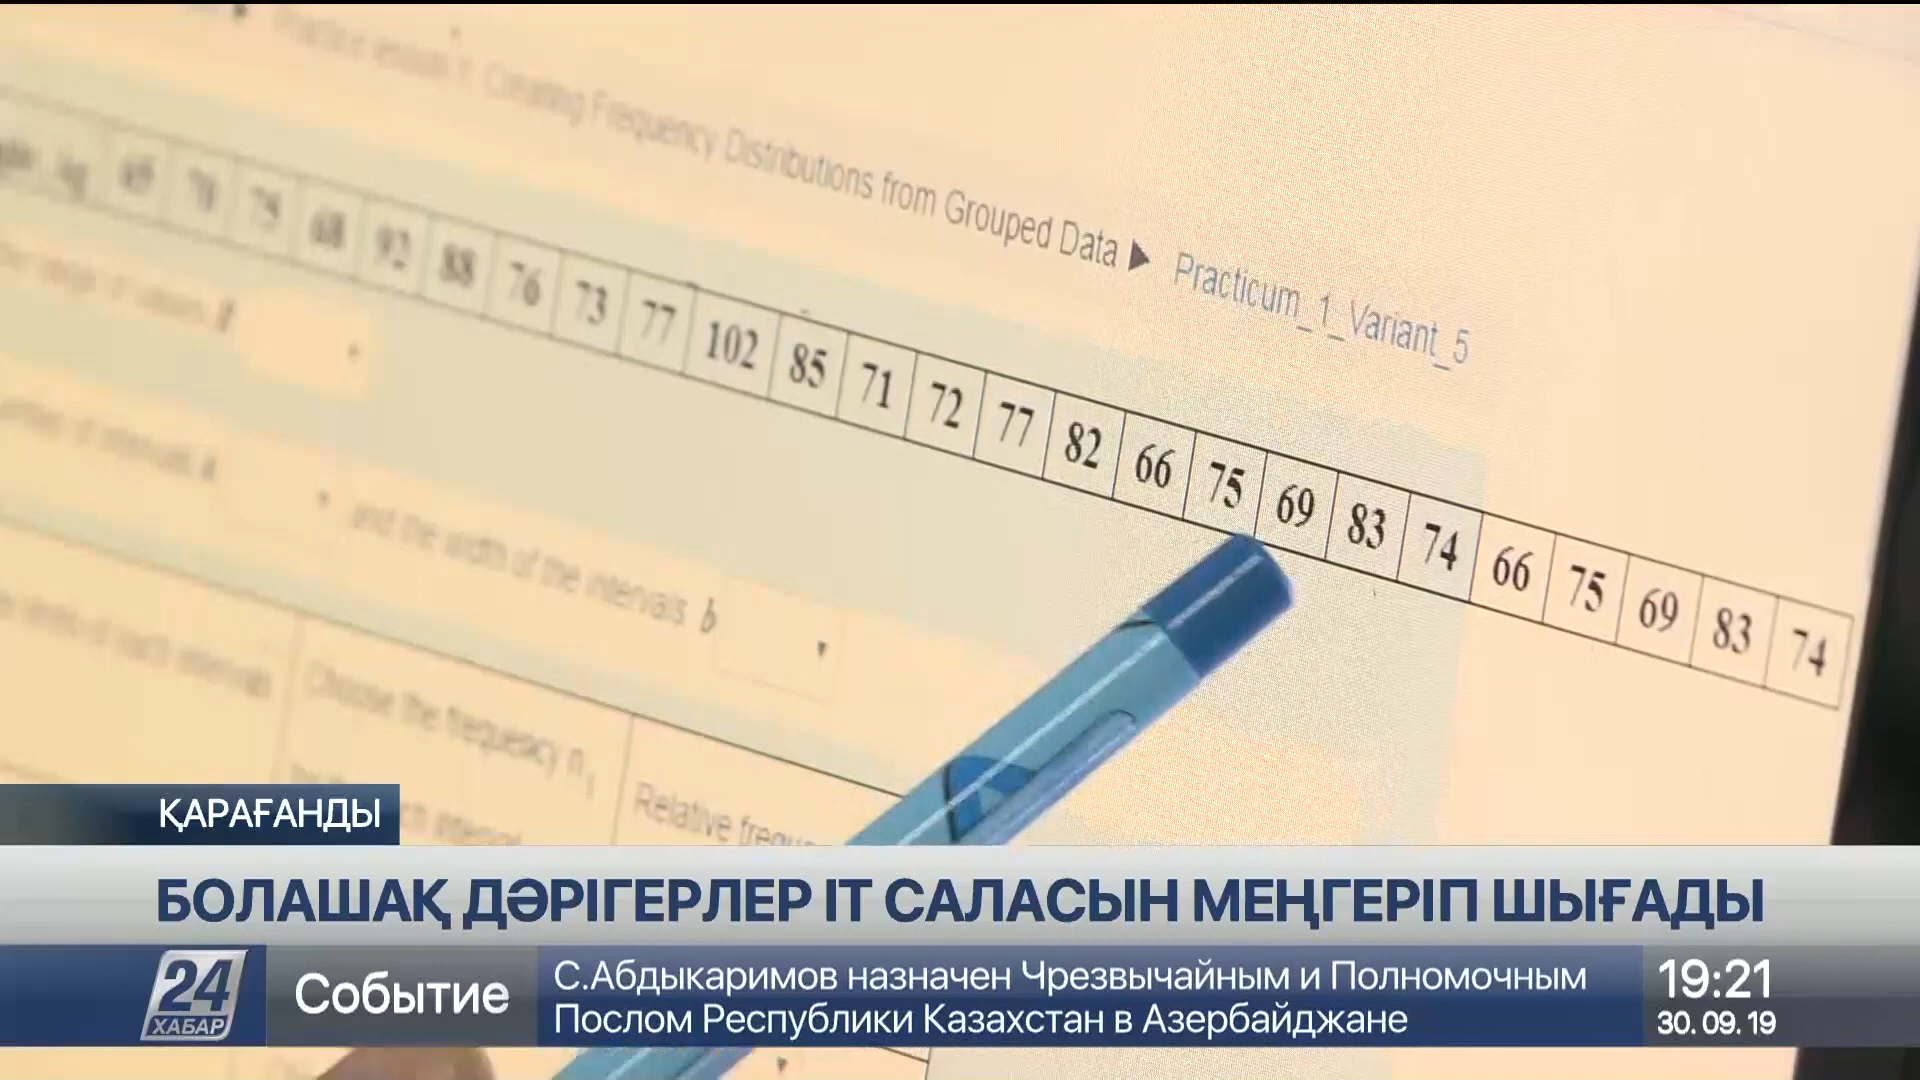 Creating Frequency Distributions from Grouped Data ► Practicum_1_Variant_5
75 68 92 88 76 73 77 102 85 71 72 77 82 66 75 69 83 74 66 75 69 83 74
and the width of the intervals b
Choose the frequency n i
Relative
ҚАРАҒАНДЫ
БОЛАШАҚ ДӘРІГЕРЛЕР ІТ САЛАСЫН МЕҢГЕРІП ШЫҒАДЫ
24 ХАБАР
Событие
С.Абдыкаримов назначен Чрезвычайным и Полномочным
Послом Республики Казахстан в Азербайджане
19:21
30. 09. 19